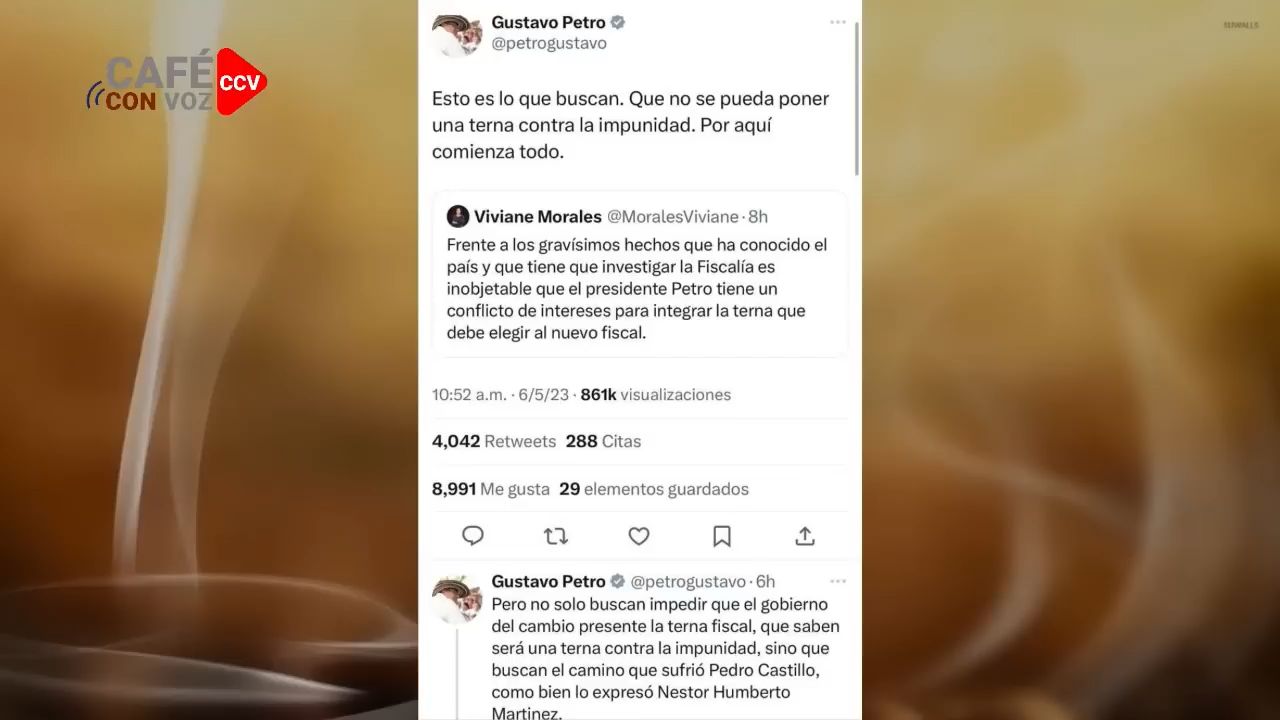 Gustavo Petro
@petrogustavo
CAFÉ
CON VOZ
CCV
Esto es lo que buscan. Que no se pueda poner
una terna contra la impunidad. Por aquí
comienza todo.
Viviane Morales @MoralesViviane · 8h
Frente a los gravísimos hechos que ha conocido el
país y que tiene que investigar la Fiscalía es
inobjetable que el presidente Petro tiene un
conflicto de intereses para integrar la terna que
debe elegir al nuevo fiscal.
10:52 a.m. · 6/5/23 · 861k visualizaciones
4,042 Retweets 288 Citas
8,991 Me gusta 29 elementos guardados
Gustavo Petro @petrogustavo · 6h
Pero no solo buscan impedir que el gobierno
del cambio presente la terna fiscal, que saben
será una terna contra la impunidad, sino que
buscan el camino que sufrió Pedro Castillo,
como bien lo expresó Nestor Humberto
Martinez.